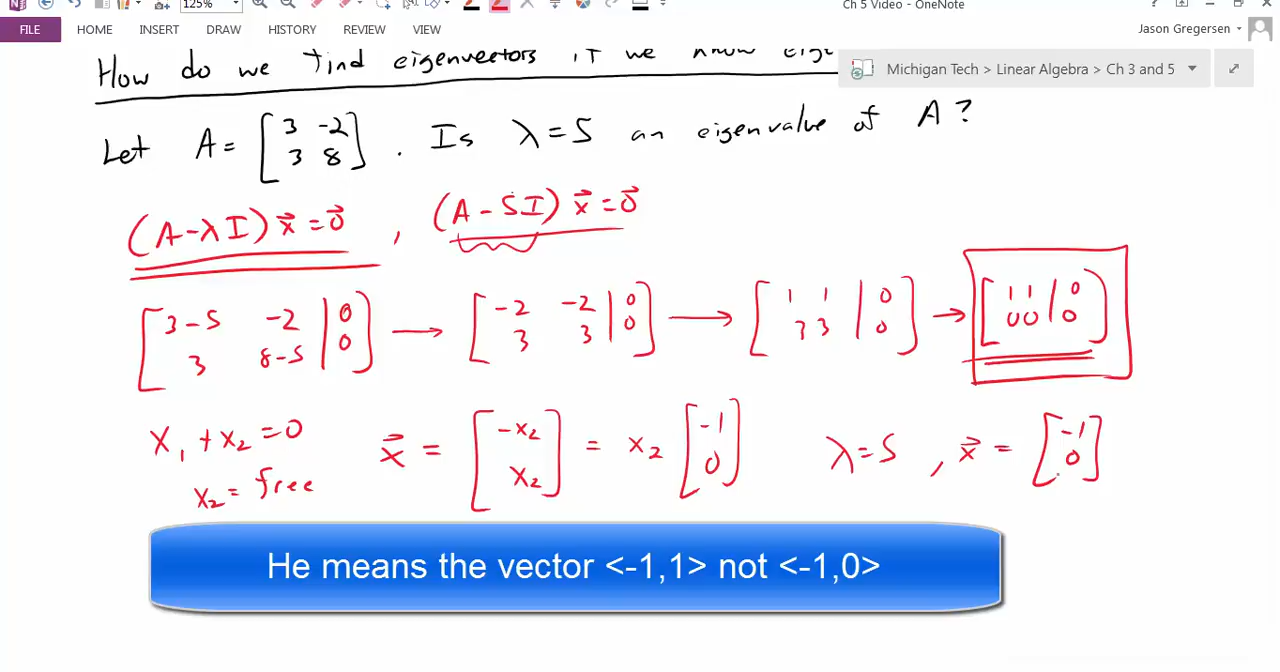 125%
Ch 5 Video - OneNote
FILE HOME INSERT DRAW HISTORY REVIEW VIEW
Jason Gregersen
Michigan Tech > Linear Algebra > Ch 3 and 5
How do we find eigenvectors if we know
Let A = [3 -2; 3 8] . Is λ=5 an eigenvalue of A?
(A-λI)x⃗=0⃗ , (A-5I)x⃗=0⃗
[3-5 -2 | 0; 3 8-5 | 0] → [-2 -2 | 0; 3 3 | 0] → [1 1 | 0; 3 3 | 0] → [1 1 | 0; 0 0 | 0]
x₁+x₂=0
x₂= free
x⃗ = [-x₂; x₂] = x₂ [-1; 0] λ=5, x⃗ = [-1; 0]
He means the vector <-1,1> not <-1,0>